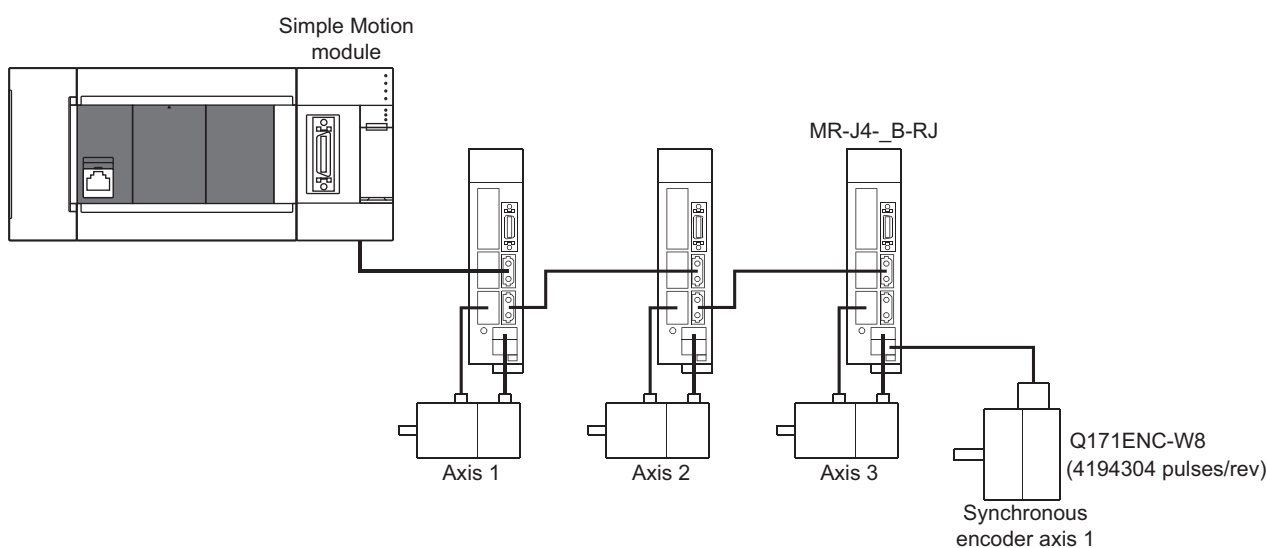 Simple Motion
module
MR-J4-_B-RJ
Axis 1
Axis 2
Axis 3
Q171ENC-W8
(4194304 pulses/rev)
Synchronous
encoder axis 1